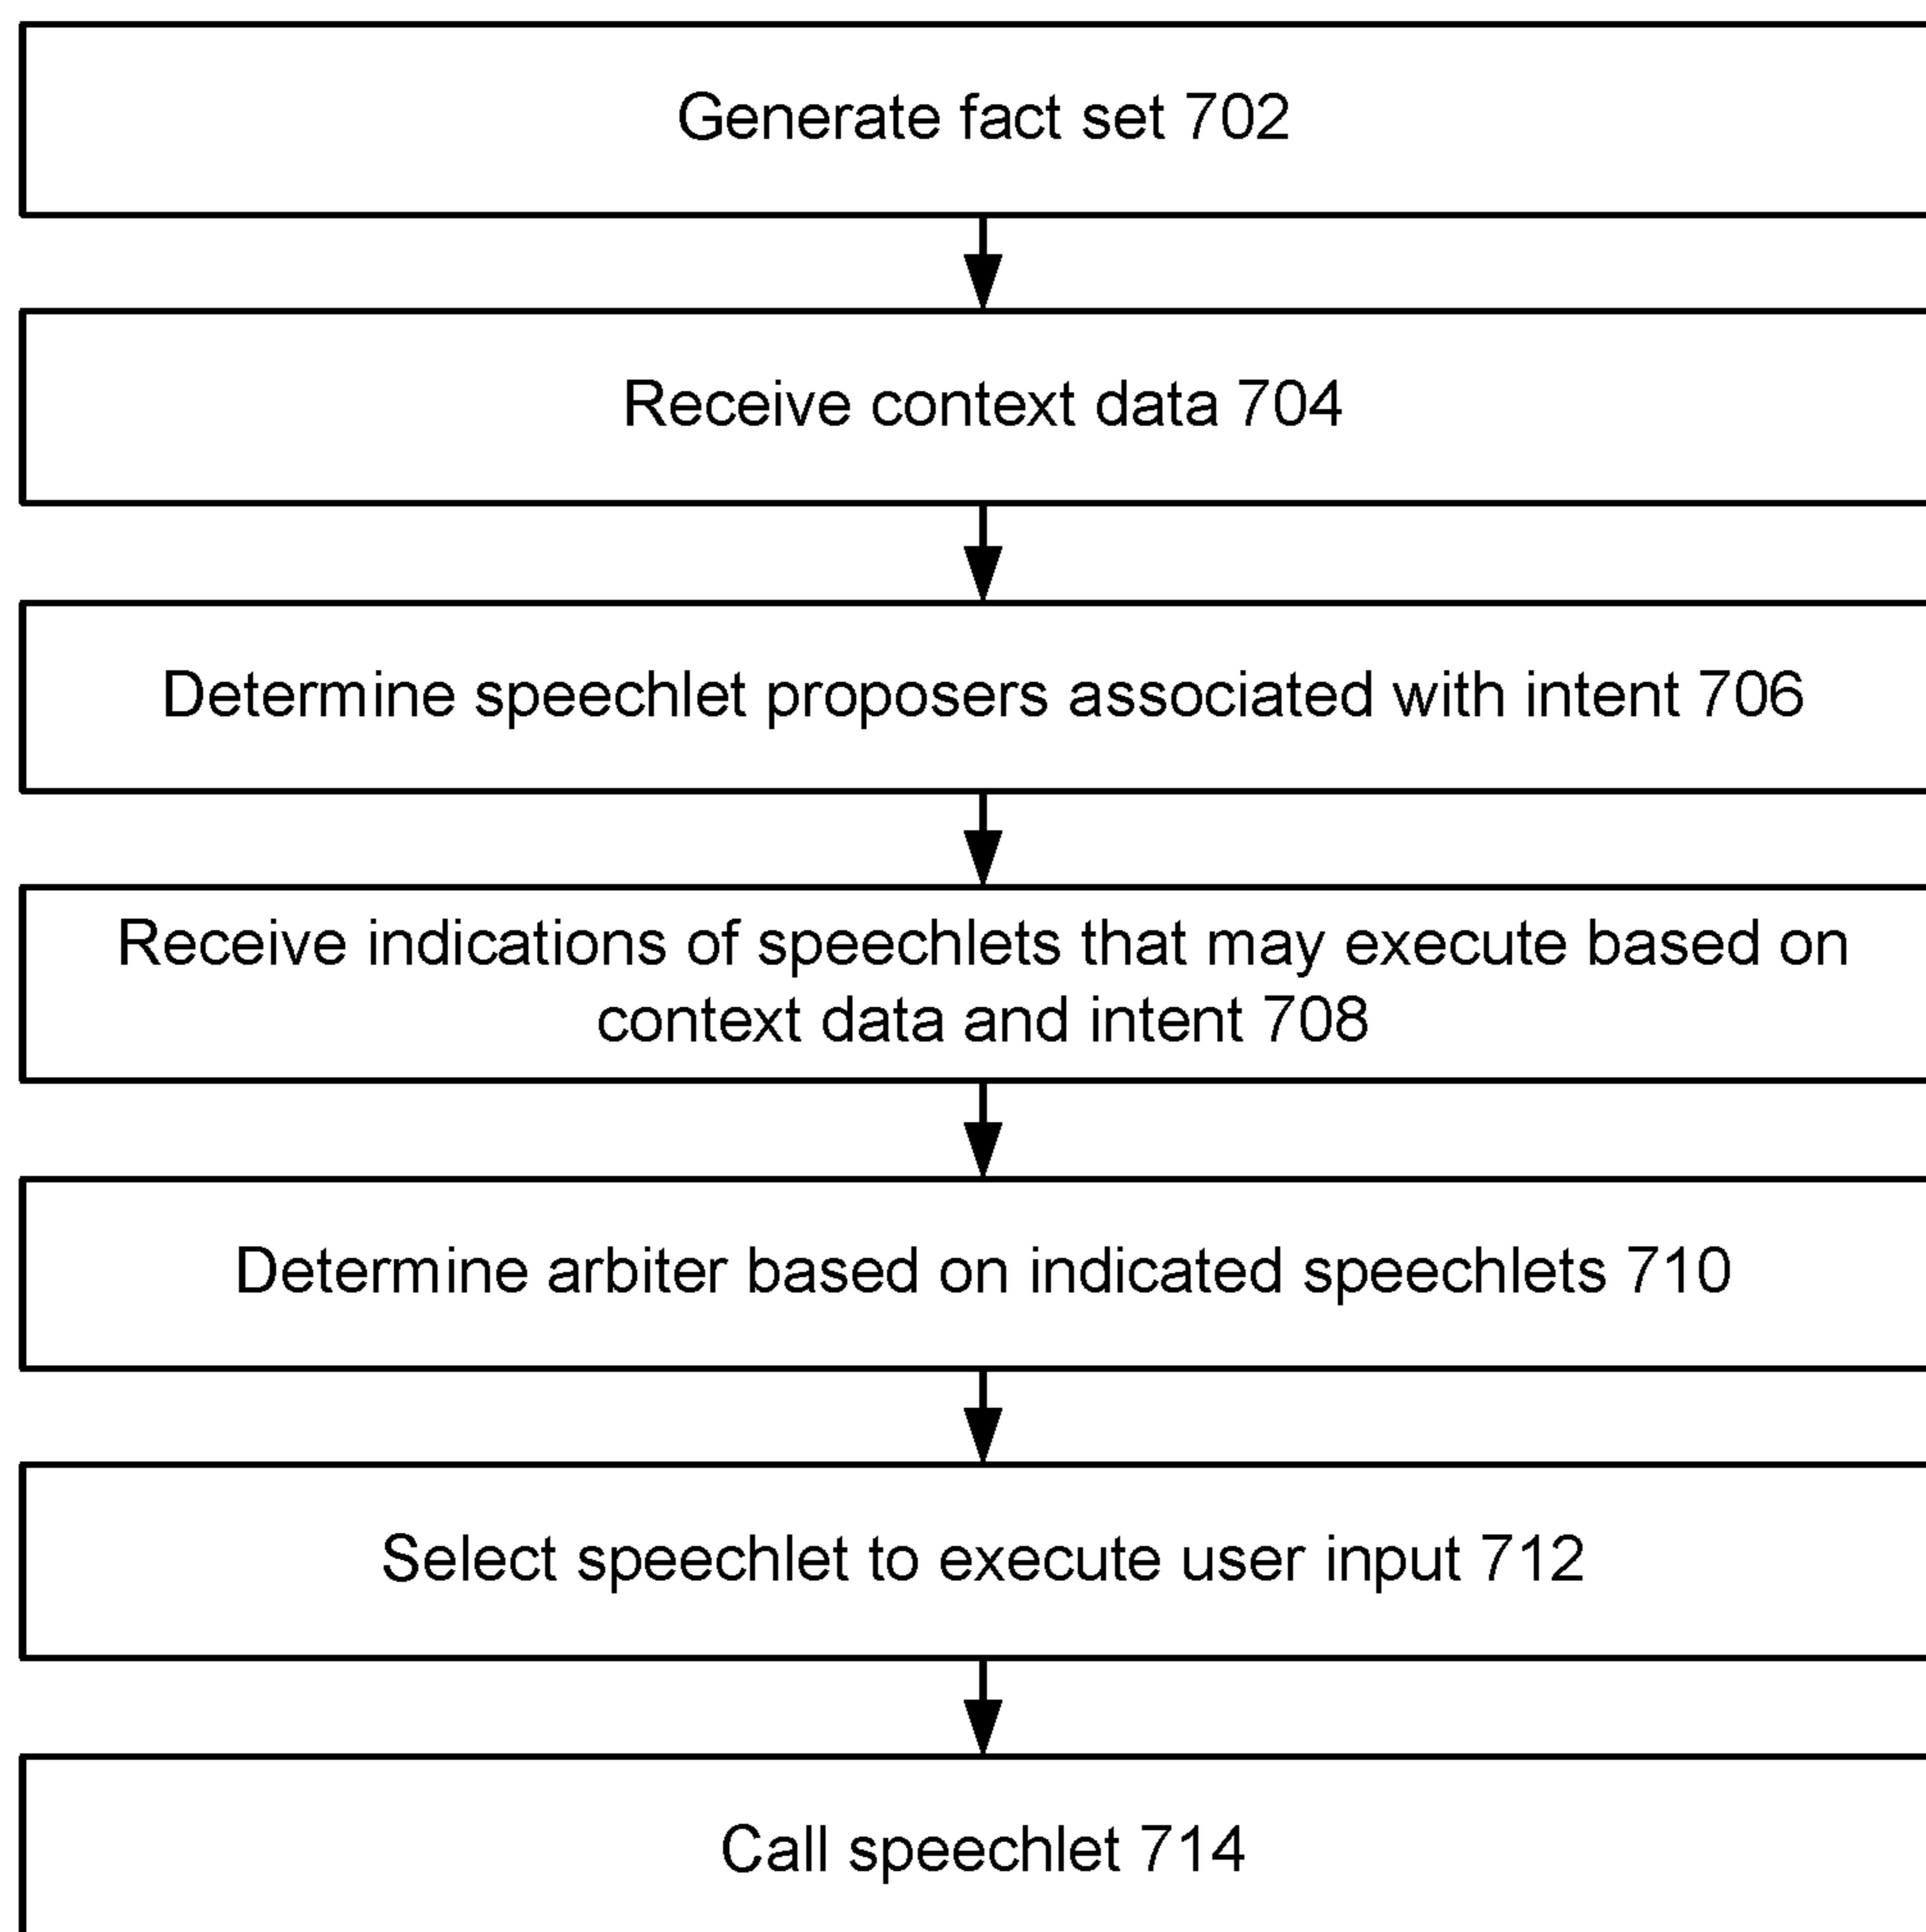 Generate fact set 702
Receive context data 704
Determine speechlet proposers associated with intent 706
Receive indications of speechlets that may execute based on
context data and intent 708
Determine arbiter based on indicated speechlets 710
Select speechlet to execute user input 712
Call speechlet 714